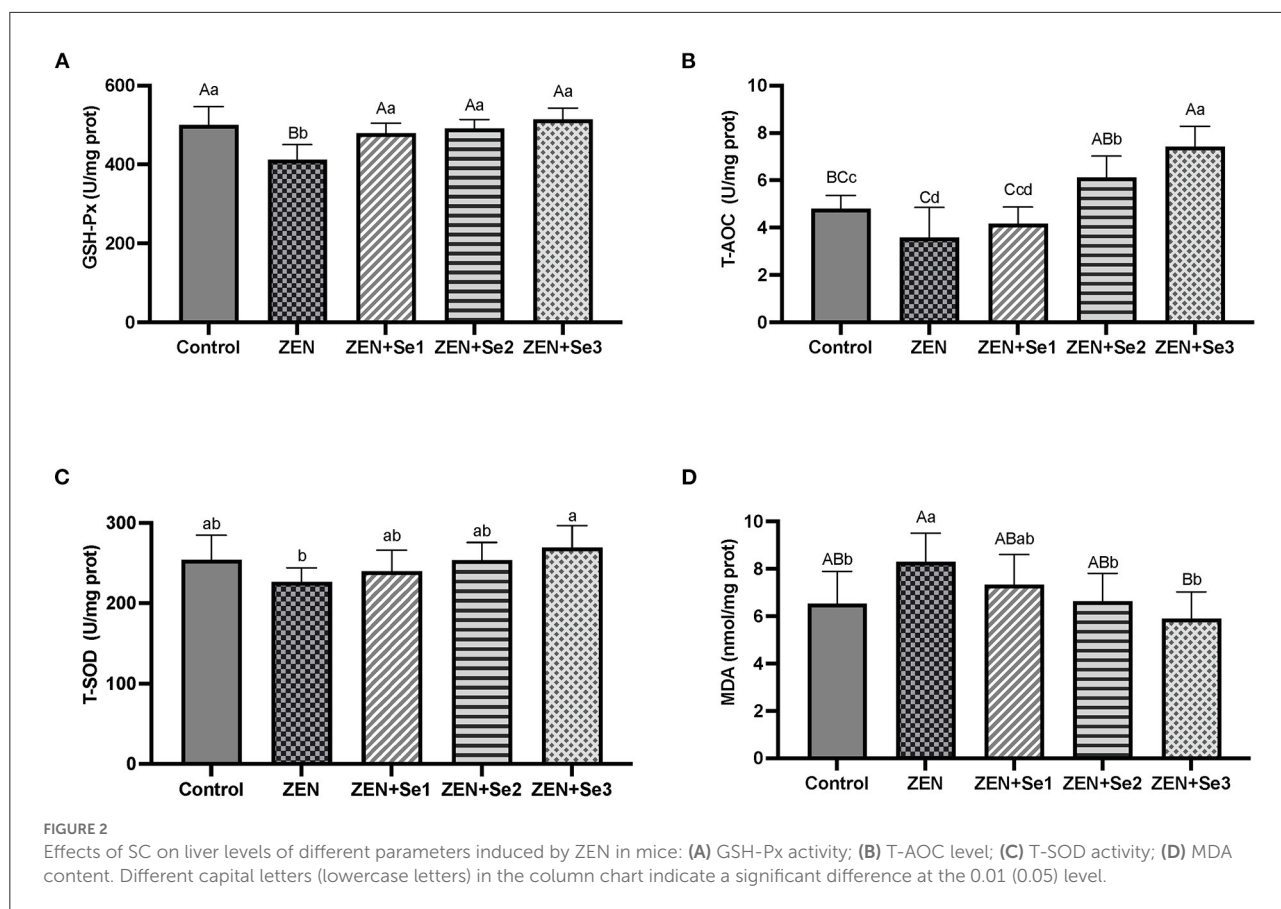 A
600
400
200
0
GSH-Px (U/mg prot)
Aa
Bb
Aa
Aa
Aa
Control ZEN ZEN+Se1 ZEN+Se2 ZEN+Se3
B
10
8
6
4
2
0
T-AOC (U/mg prot)
BCc
Cd
Ccd
ABb
Aa
Control ZEN ZEN+Se1 ZEN+Se2 ZEN+Se3
C
300
200
100
0
T-SOD (U/mg prot)
ab
b
ab
ab
a
Control ZEN ZEN+Se1 ZEN+Se2 ZEN+Se3
D
10
8
6
4
2
0
MDA (nmol/mg prot)
ABb
Aa
ABab
ABb
Bb
Control ZEN ZEN+Se1 ZEN+Se2 ZEN+Se3
FIGURE 2
Effects of SC on liver levels of different parameters induced by ZEN in mice: (A) GSH-Px activity; (B) T-AOC level; (C) T-SOD activity; (D) MDA
content. Different capital letters (lowercase letters) in the column chart indicate a significant difference at the 0.01 (0.05) level.